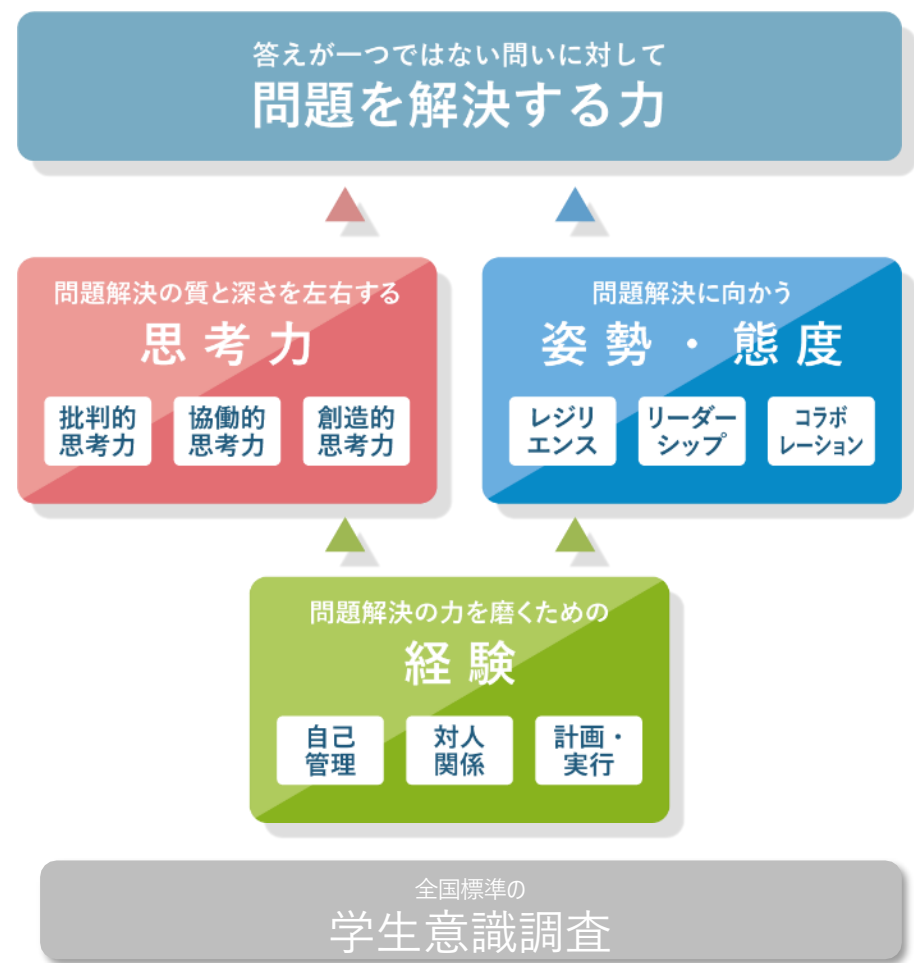 答えが一つではない問いに対して
問題を解決する力
問題解決の質と深さを左右する
思考力
批判的
思考力
協働的
思考力
創造的
思考力
問題解決に向かう
姿勢・態度
レジリ
エンス
リーダー
シップ
コラボ
レーション
問題解決の力を磨くための
経験
自己
管理
対人
関係
計画・
実行
全国標準の
学生意識調査